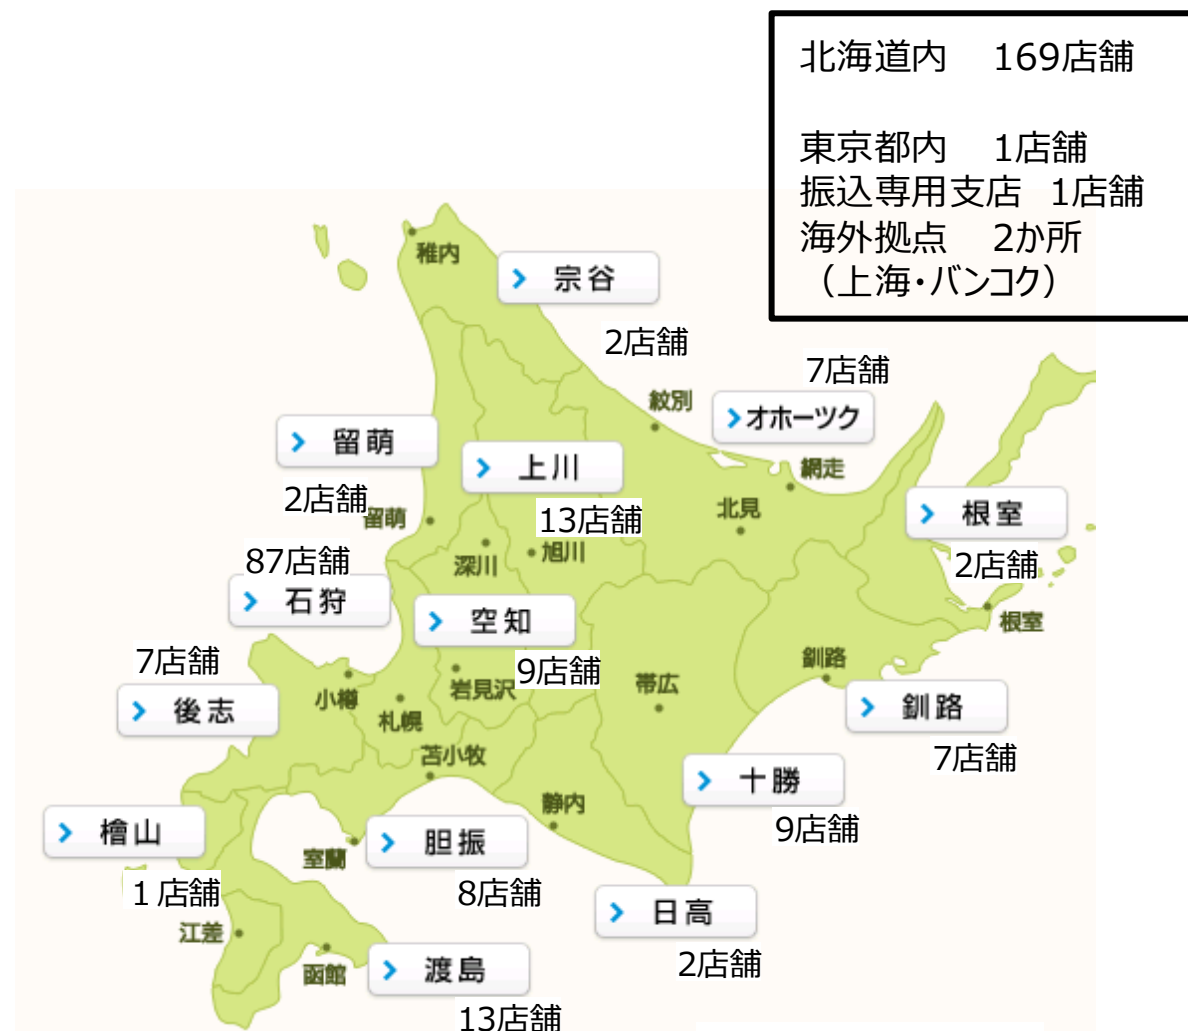 北海道内 169店舗
東京都内 1店舗
振込専用支店 1店舗
海外拠点 2か所
（上海・バンコク）
稚内
宗谷
2店舗
7店舗
紋別
オホーツク
留萌
上川
網走
2店舗
留萌
13店舗
北見
根室
87店舗
深川
旭川
2店舗
石狩
空知
根室
7店舗
9店舗
釧路
後志
小樽
札幌
岩見沢
帯広
釧路
7店舗
苫小牧
十勝
静内
9店舗
檜山
室蘭
胆振
1店舗
8店舗
日高
江差
2店舗
函館
渡島
13店舗